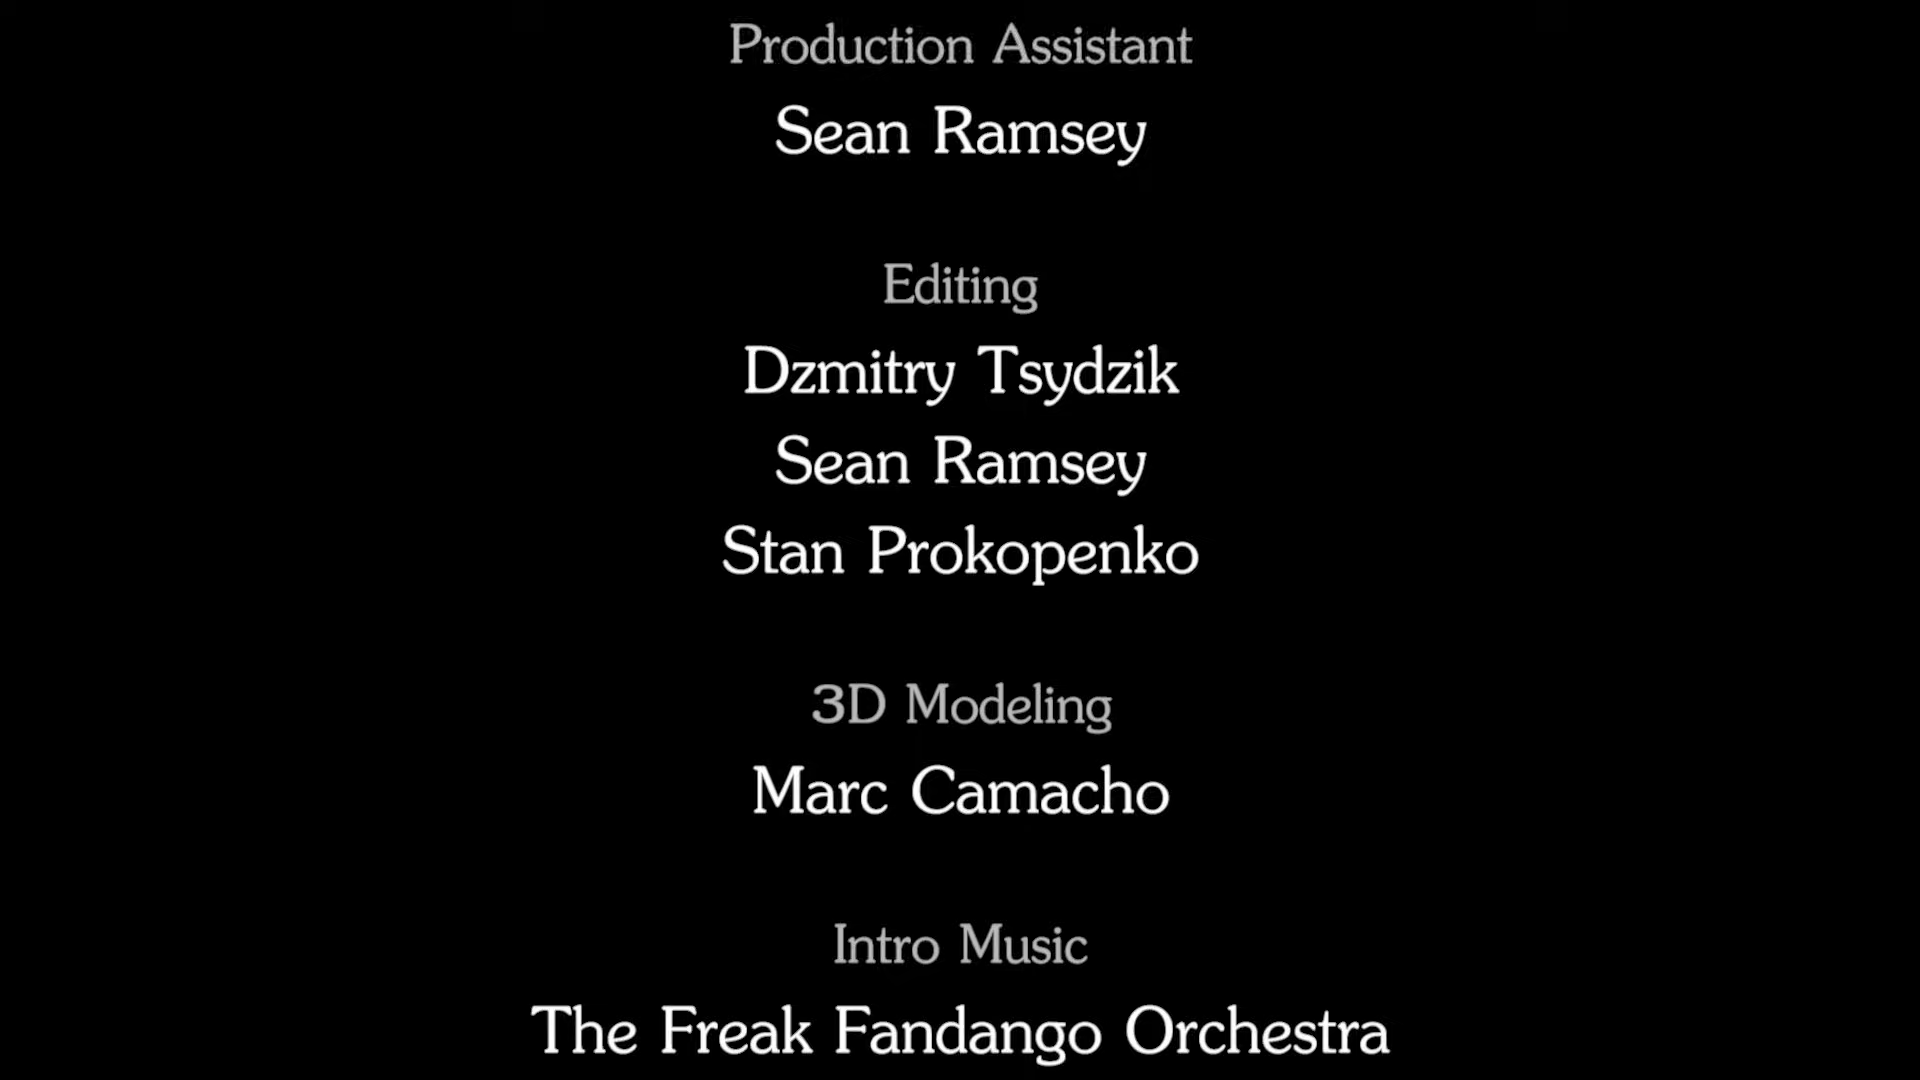 Production Assistant
Sean Ramsey
Editing
Dzmitry Tsydzik
Sean Ramsey
Stan Prokopenko
3D Modeling
Marc Camacho
Intro Music
The Freak Fandango Orchestra